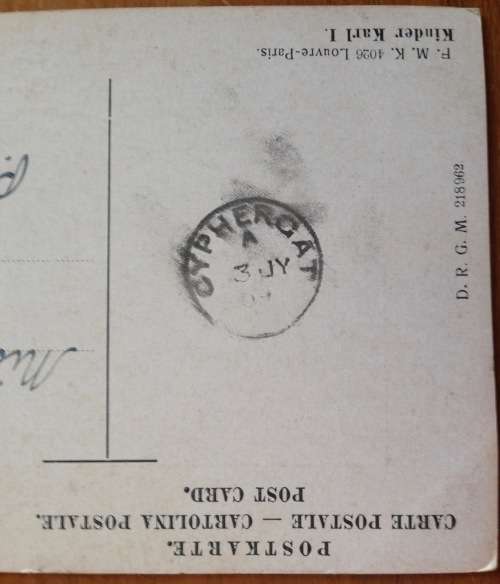 POSTKARTE.
CARTE POSTALE — CARTOLINA POSTALE.
POST CARD.
CYPHERGAT
A
3 JY
D. R. G. M. 218962
F. M. K. 4026 Louvre-Paris.
Kinder Karl I.